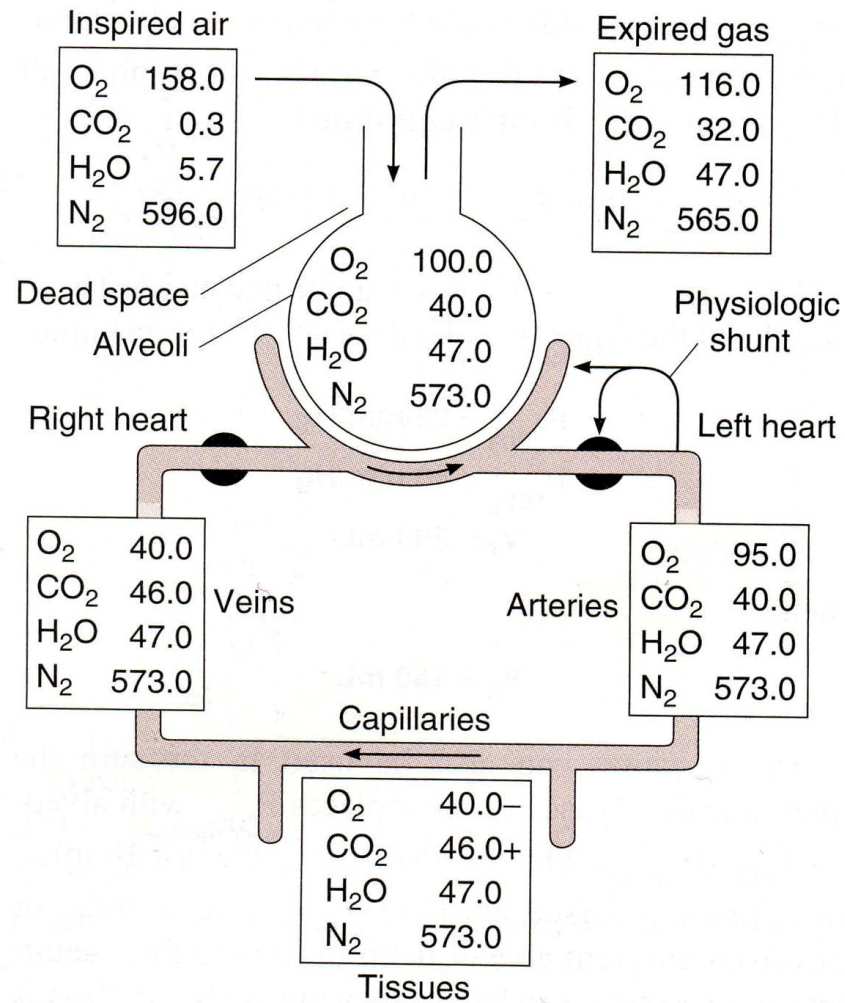 Inspired air
O2 158.0
CO2 0.3
H2O 5.7
N2 596.0
Expired gas
O2 116.0
CO2 32.0
H2O 47.0
N2 565.0
Dead space
Alveoli
O2 100.0
CO2 40.0
H2O 47.0
N2 573.0
Physiologic
shunt
Right heart
Left heart
O2 40.0
CO2 46.0
H2O 47.0
N2 573.0
Veins
Arteries
O2 95.0
CO2 40.0
H2O 47.0
N2 573.0
Capillaries
O2 40.0–
CO2 46.0+
H2O 47.0
N2 573.0
Tissues